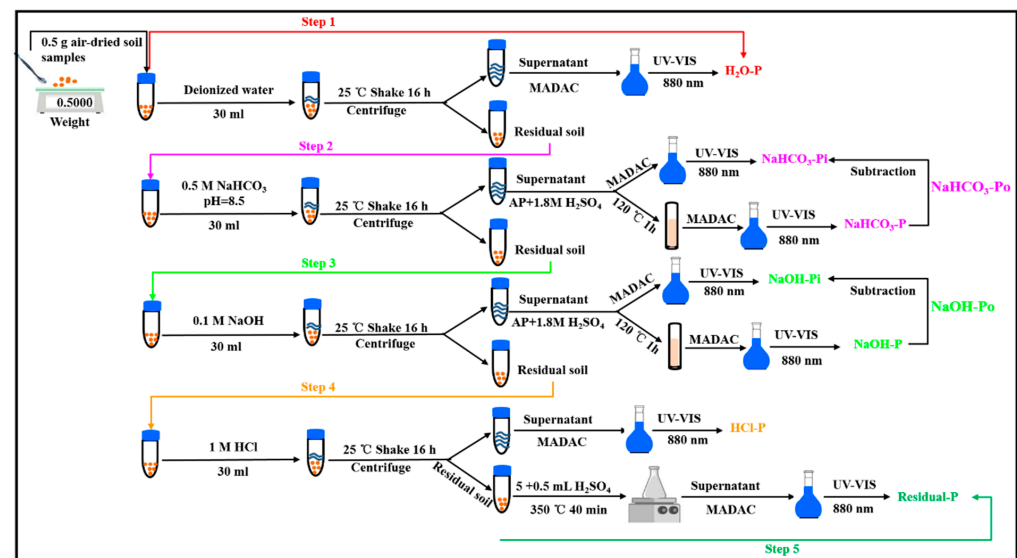 Step 1
0.5 g air-dried soil
samples
0.5000
Weight
Deionized water
30 ml
25 ℃ Shake 16 h
Centrifuge
Supernatant
MADAC
UV-VIS
880 nm
H₂O-P
Residual soil
Step 2
0.5 M NaHCO₃
pH=8.5
30 ml
25 ℃ Shake 16 h
Centrifuge
Supernatant
AP+1.8M H₂SO₄
MADAC
UV-VIS
880 nm
NaHCO₃-Pi
Subtraction
NaHCO₃-Po
120 ℃ 1h
MADAC
UV-VIS
880 nm
NaHCO₃-P
Residual soil
Step 3
0.1 M NaOH
30 ml
25 ℃ Shake 16 h
Centrifuge
Supernatant
AP+1.8M H₂SO₄
MADAC
UV-VIS
880 nm
NaOH-Pi
Subtraction
NaOH-Po
120 ℃ 1h
MADAC
UV-VIS
880 nm
NaOH-P
Residual soil
Step 4
1 M HCl
30 ml
25 ℃ Shake 16 h
Centrifuge
Supernatant
MADAC
UV-VIS
880 nm
HCl-P
Residual soil
5 +0.5 mL H₂SO₄
350 ℃ 40 min
Supernatant
MADAC
UV-VIS
880 nm
Residual-P
Step 5